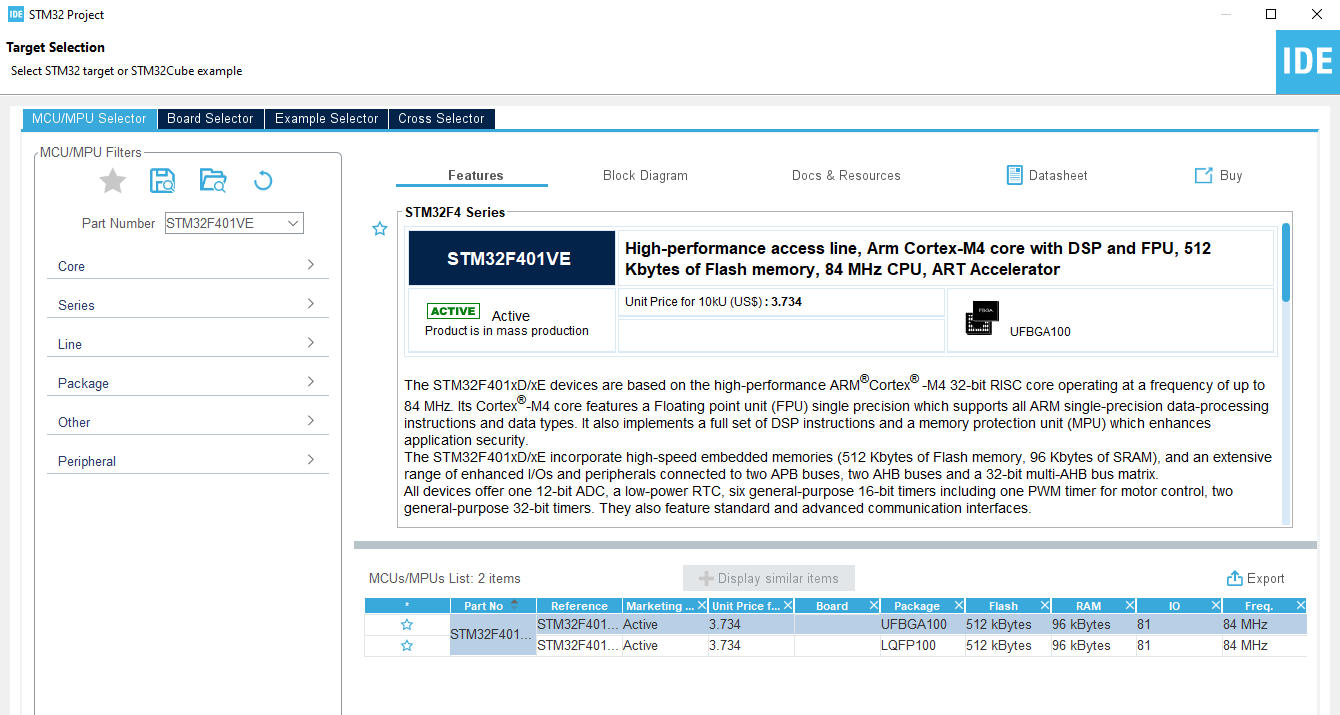 IDE STM32 Project
Target Selection
Select STM32 target or STM32Cube example
IDE
MCU/MPU Selector Board Selector Example Selector Cross Selector
MCU/MPU Filters
Part Number STM32F401VE
Core
Series
Line
Package
Other
Peripheral
Features Block Diagram Docs & Resources Datasheet Buy
STM32F4 Series
STM32F401VE
High-performance access line, Arm Cortex-M4 core with DSP and FPU, 512
Kbytes of Flash memory, 84 MHz CPU, ART Accelerator
ACTIVE Active
Product is in mass production
Unit Price for 10kU (US$) : 3.734
FBGA
UFBGA100
The STM32F401xD/xE devices are based on the high-performance ARM®Cortex® -M4 32-bit RISC core operating at a frequency of up to
84 MHz. Its Cortex®-M4 core features a Floating point unit (FPU) single precision which supports all ARM single-precision data-processing
instructions and data types. It also implements a full set of DSP instructions and a memory protection unit (MPU) which enhances
application security.
The STM32F401xD/xE incorporate high-speed embedded memories (512 Kbytes of Flash memory, 96 Kbytes of SRAM), and an extensive
range of enhanced I/Os and peripherals connected to two APB buses, two AHB buses and a 32-bit multi-AHB bus matrix.
All devices offer one 12-bit ADC, a low-power RTC, six general-purpose 16-bit timers including one PWM timer for motor control, two
general-purpose 32-bit timers. They also feature standard and advanced communication interfaces.
MCUs/MPUs List: 2 items Display similar items Export
* Part No Reference Marketing ... Unit Price f... Board Package Flash RAM IO Freq.
STM32F401... STM32F401... Active 3.734 UFBGA100 512 kBytes 96 kBytes 81 84 MHz
STM32F401... Active 3.734 LQFP100 512 kBytes 96 kBytes 81 84 MHz